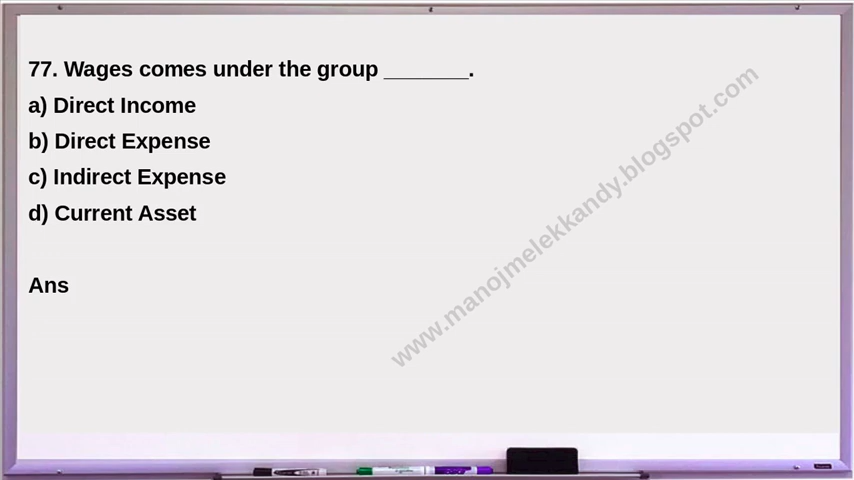 77. Wages comes under the group _______.
a) Direct Income
b) Direct Expense
c) Indirect Expense
d) Current Asset
Ans
www.manojmelekkandy.blogspot.com